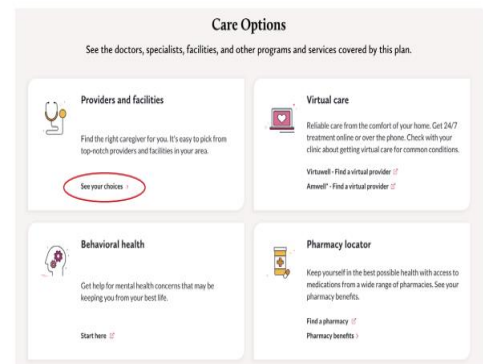 Care Options
See the doctors, specialists, facilities, and other programs and services covered by this plan.
Providers and facilities
Find the right caregiver for you. It's easy to pick from
top-notch providers and facilities in your area.
See your choices
Virtual care
Reliable care from the comfort of your home. Get 24/7
treatment online or over the phone. Check with your
clinic about getting virtual care for common conditions.
Virtuwell - Find a virtual provider
Amwell* - Find a virtual provider
Behavioral health
Get help for mental health concerns that may be
keeping you from your best life.
Start here
Pharmacy locator
Keep yourself in the best possible health with access to
medications from a wide range of pharmacies. See your
pharmacy benefits.
Find a pharmacy
Pharmacy benefits